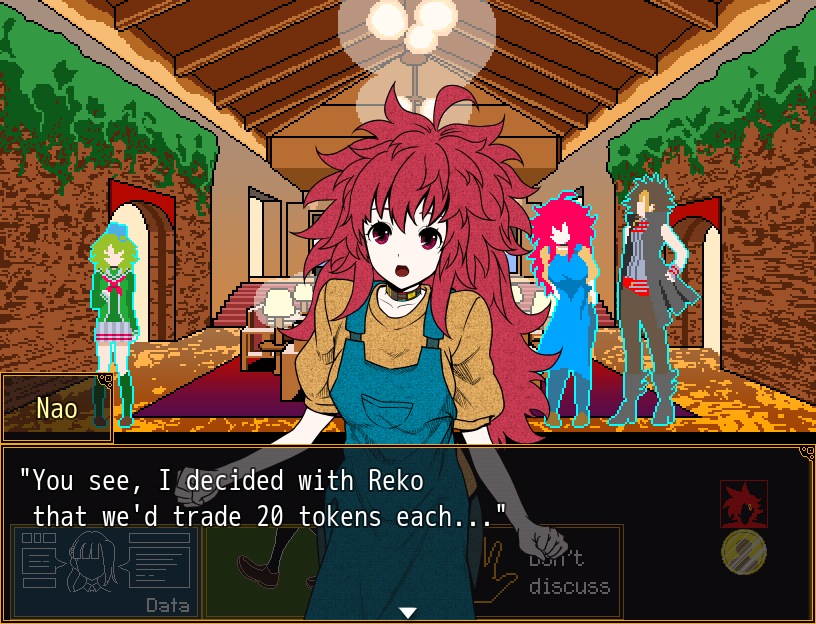 Nao
"You see, I decided with Reko
that we'd trade 20 tokens each..."
Data
Don't
discuss